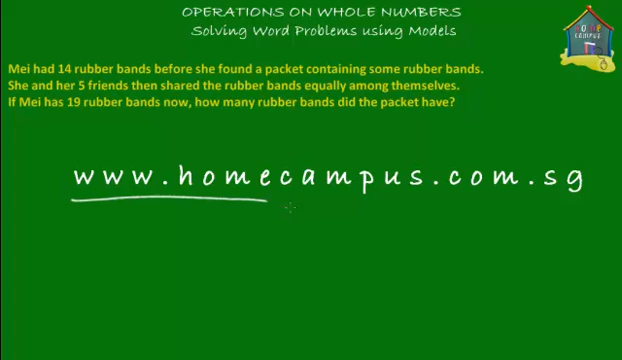 OPERATIONS ON WHOLE NUMBERS
Solving Word Problems using Models
HOME
CAMPUS
Mei had 14 rubber bands before she found a packet containing some rubber bands.
She and her 5 friends then shared the rubber bands equally among themselves.
If Mei has 19 rubber bands now, how many rubber bands did the packet have?
www.homecampus.com.sg